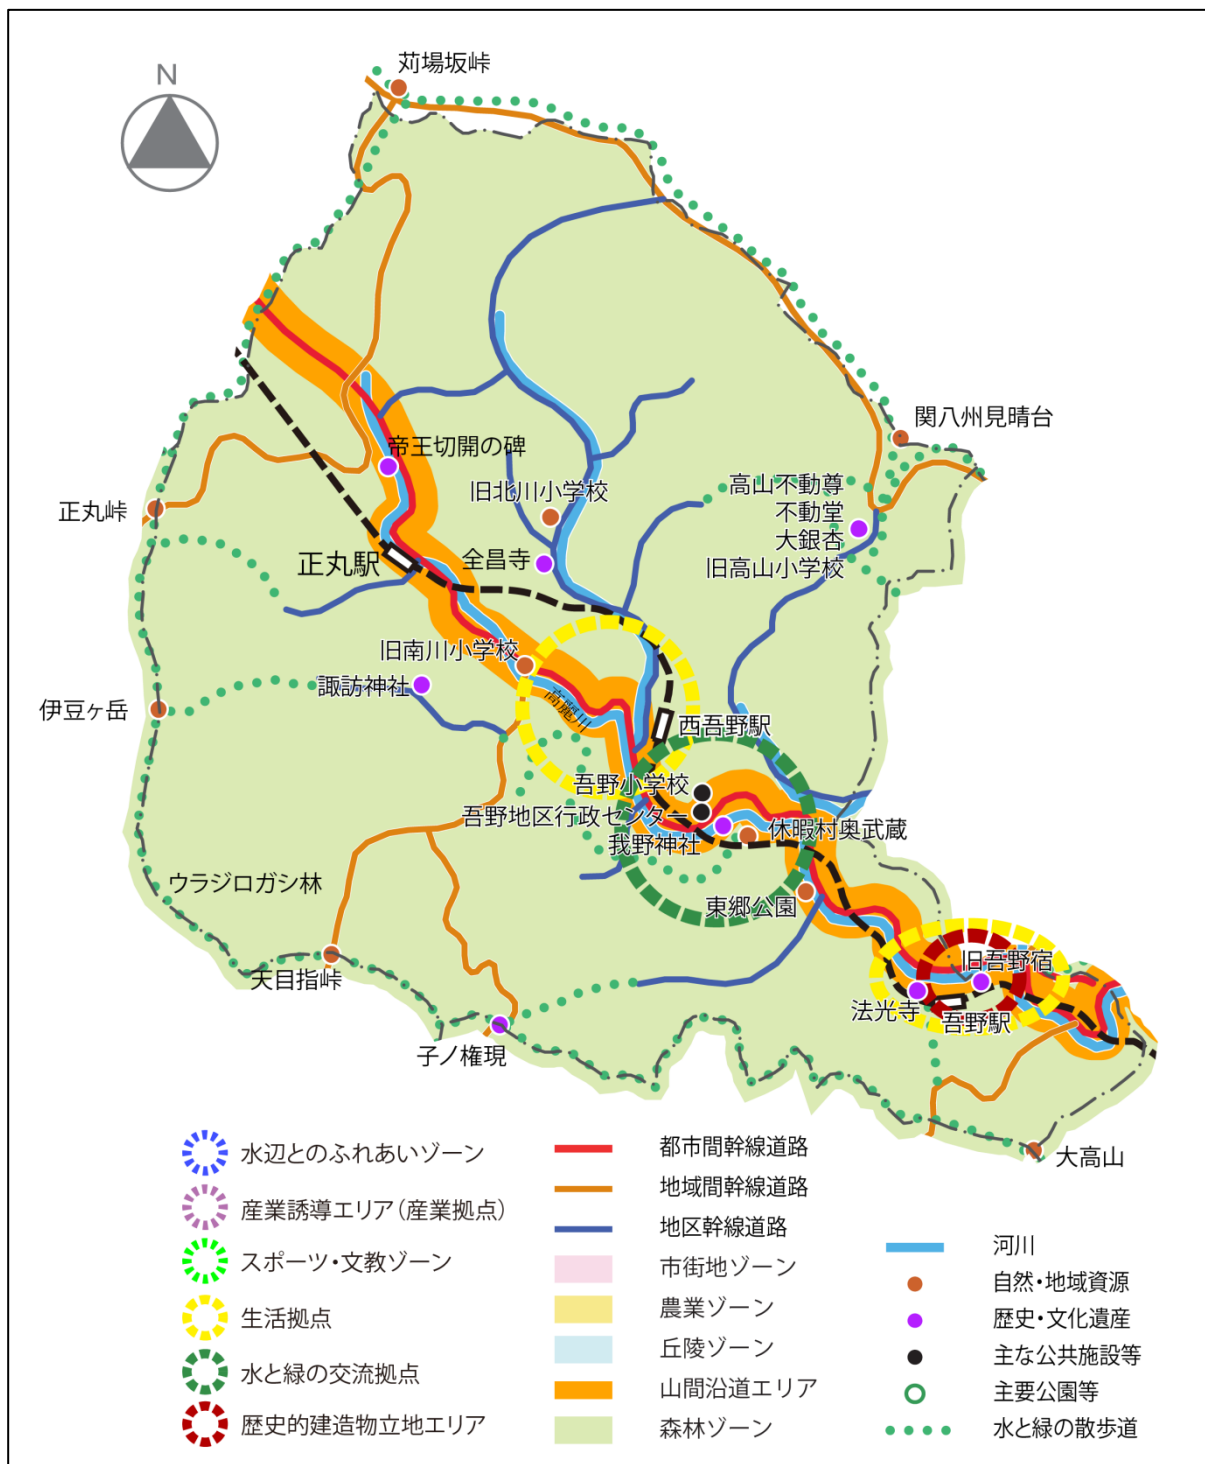 N
苅場坂峠
関八州見晴台
帝王切開の碑
旧北川小学校
高山不動尊
不動堂
大銀杏
旧高山小学校
正丸峠
正丸駅
全昌寺
旧南川小学校
諏訪神社
高麗川
伊豆ヶ岳
西吾野駅
吾野小学校
吾野地区行政センター
我野神社
休暇村奥武蔵
ウラジロガシ林
東郷公園
天目指峠
旧吾野宿
法光寺
吾野駅
子ノ権現
大高山
水辺とのふれあいゾーン
産業誘導エリア(産業拠点)
スポーツ・文教ゾーン
生活拠点
水と緑の交流拠点
歴史的建造物立地エリア
都市間幹線道路
地域間幹線道路
地区幹線道路
市街地ゾーン
農業ゾーン
丘陵ゾーン
山間沿道エリア
森林ゾーン
河川
自然・地域資源
歴史・文化遺産
主な公共施設等
主要公園等
水と緑の散歩道